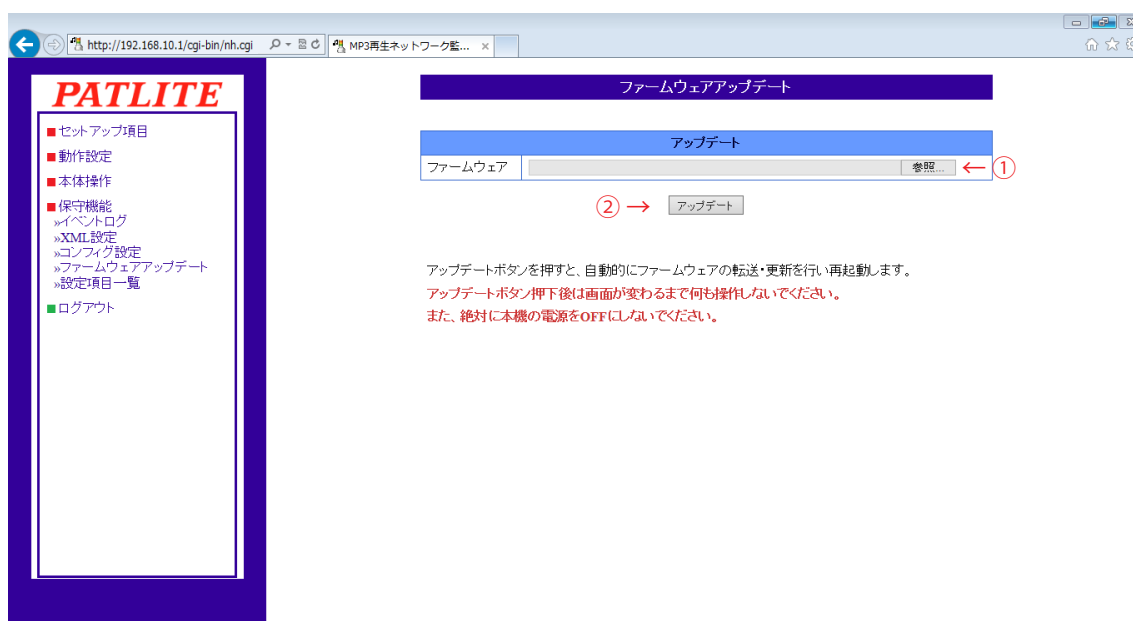 http://192.168.10.1/cgi-bin/nh.cgi
MP3再生ネットワーク監...
PATLITE
■セットアップ項目
■動作設定
■本体操作
■保守機能
»イベントログ
»XML設定
»コンフィグ設定
»ファームウェアアップデート
»設定項目一覧
■ログアウト
ファームウェアアップデート
アップデート
ファームウェア 参照... ← ①
② → アップデート
アップデートボタンを押すと、自動的にファームウェアの転送・更新を行い再起動します。
アップデートボタン押下後は画面が変わるまで何も操作しないでください。
また、絶対に本機の電源をOFFにしないでください。